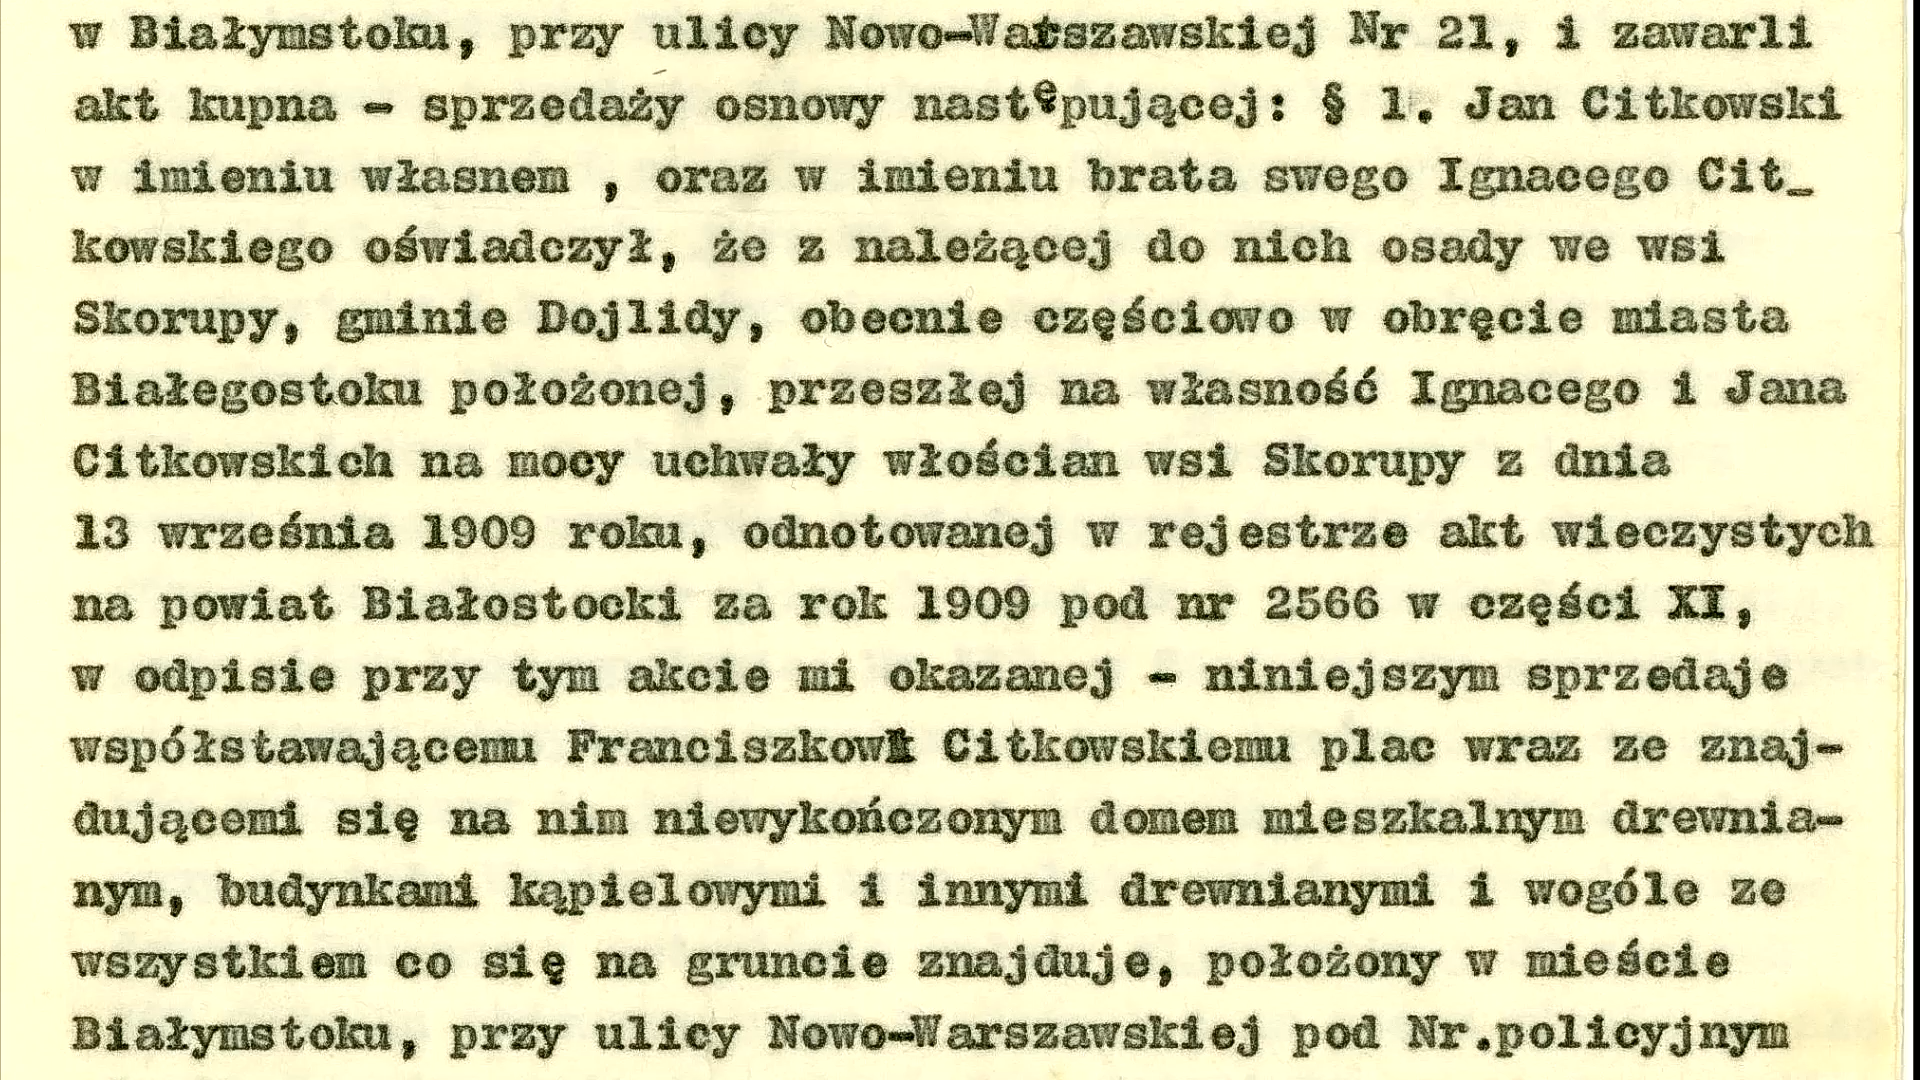 w Białymstoku, przy ulicy Nowo-Warszawskiej Nr 21, i zawarli
akt kupna - sprzedaży osnowy następującej: § 1. Jan Citkowski
w imieniu własnem , oraz w imieniu brata swego Ignacego Cit_
kowskiego oświadczył, że z należącej do nich osady we wsi
Skorupy, gminie Dojlidy, obecnie częściowo w obręcie miasta
Białegostoku położonej, przeszłej na własność Ignacego i Jana
Citkowskich na mocy uchwały włościan wsi Skorupy z dnia
13 września 1909 roku, odnotowanej w rejestrze akt wieczystych
na powiat Białostocki za rok 1909 pod nr 2566 w części XI,
w odpisie przy tym akcie mi okazanej - niniejszym sprzedaje
współstawającemu Franciszkowi Citkowskiemu plac wraz ze znaj-
dującemi się na nim niewykończonym domem mieszkalnym drewnia-
nym, budynkami kąpielowymi i innymi drewnianymi i wogóle ze
wszystkiem co się na gruncie znajduje, położony w mieście
Białymstoku, przy ulicy Nowo-Warszawskiej pod Nr.policyjnym